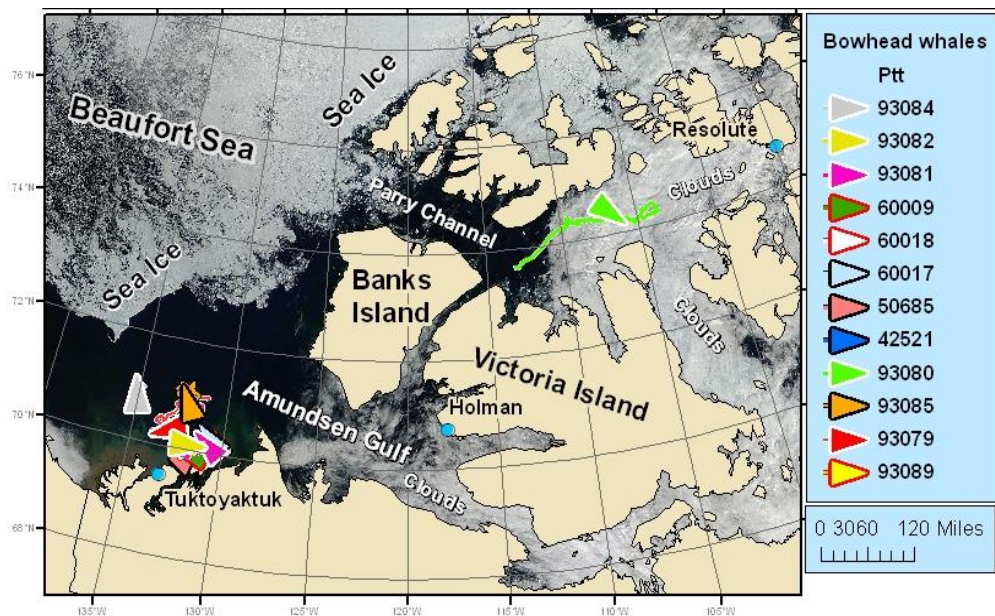 76°N
74°N
72°N
70°N
68°N
135°W
130°W
125°W
120°W
115°W
110°W
105°W
Beaufort Sea
Sea Ice
Sea Ice
Parry Channel
Resolute
Clouds
Banks
Island
Clouds
Victoria Island
Amundsen Gulf
Holman
Clouds
Tuktoyaktuk
Bowhead whales
Ptt
93084
93082
93081
60009
60018
60017
50685
42521
93080
93085
93079
93089
0 3060 120 Miles